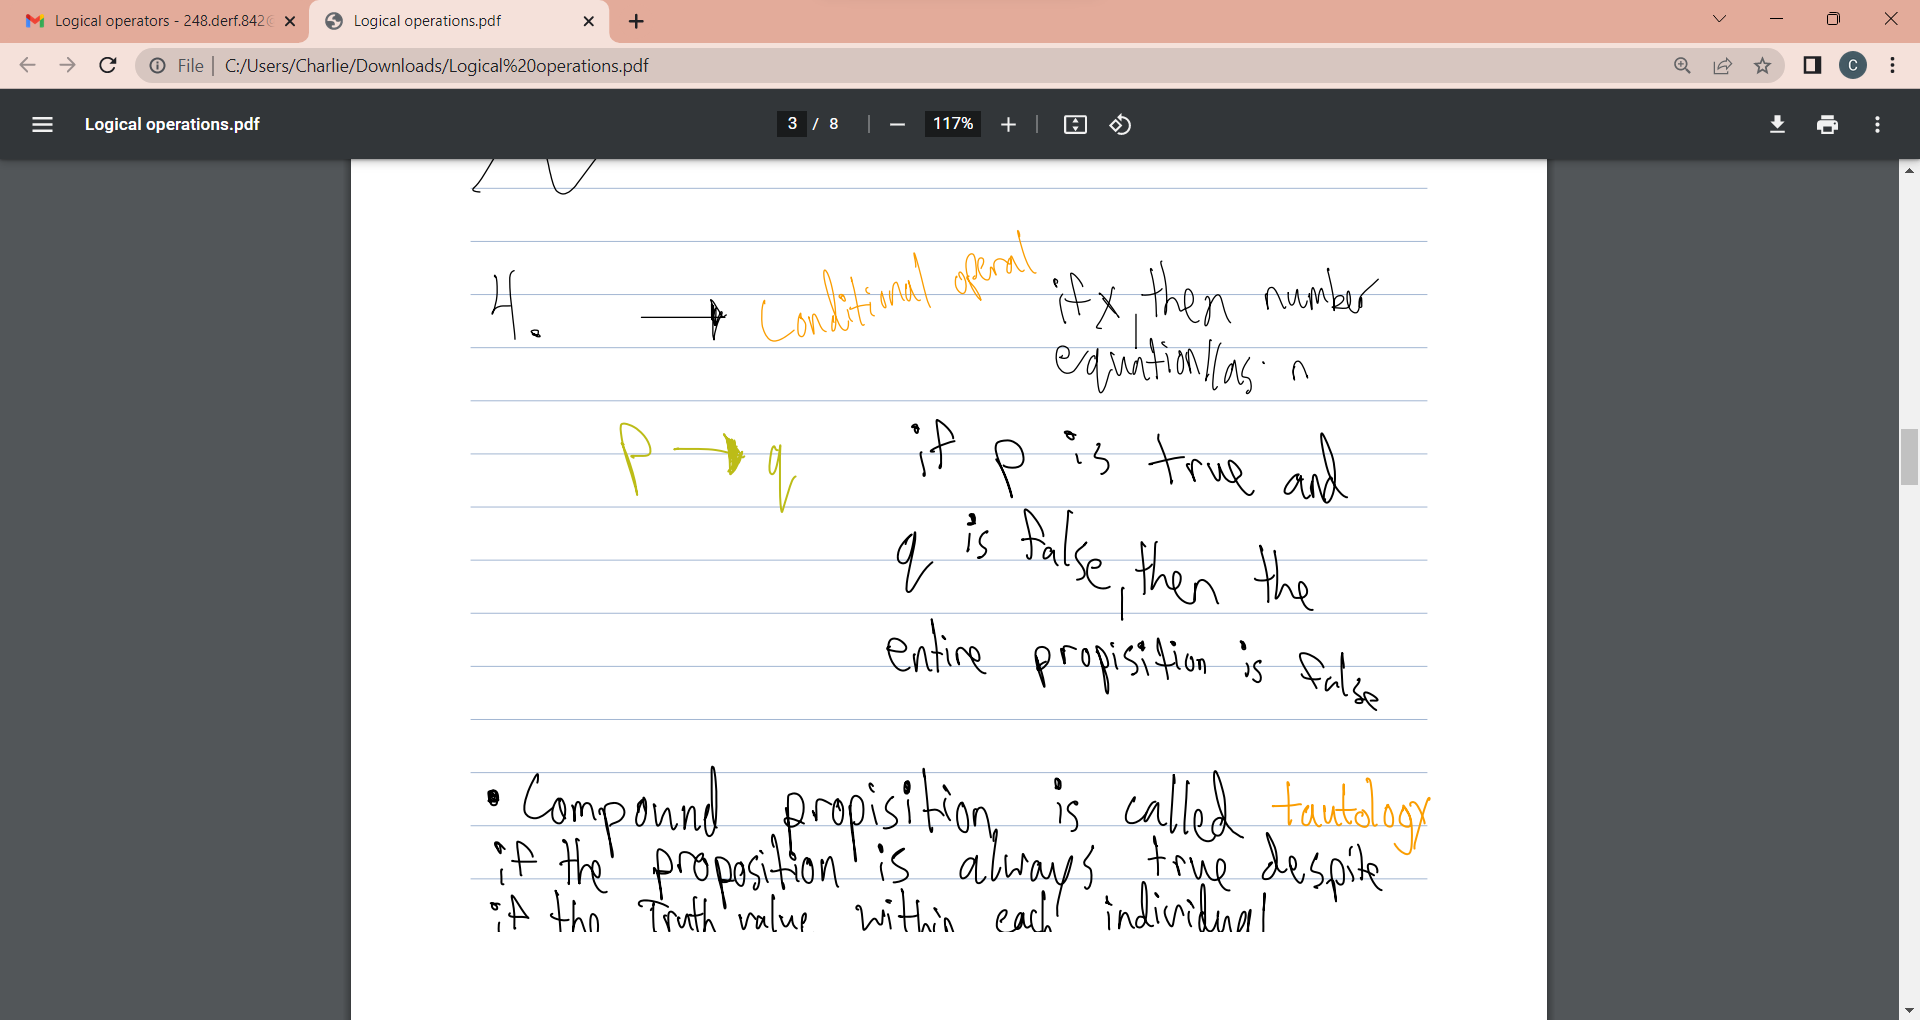 Logical operators - 248.derf.842@
Logical operations.pdf
File | C:/Users/Charlie/Downloads/Logical%20operations.pdf
C
Logical operations.pdf
3 / 8
117%
4. → Conditional operal if x, then number
equation has n
p → q if p is true and
q is false, then the
entire propisition is false
• Compound propisition is called tautology
if the proposition is always true despite
if the Truth value within each individual